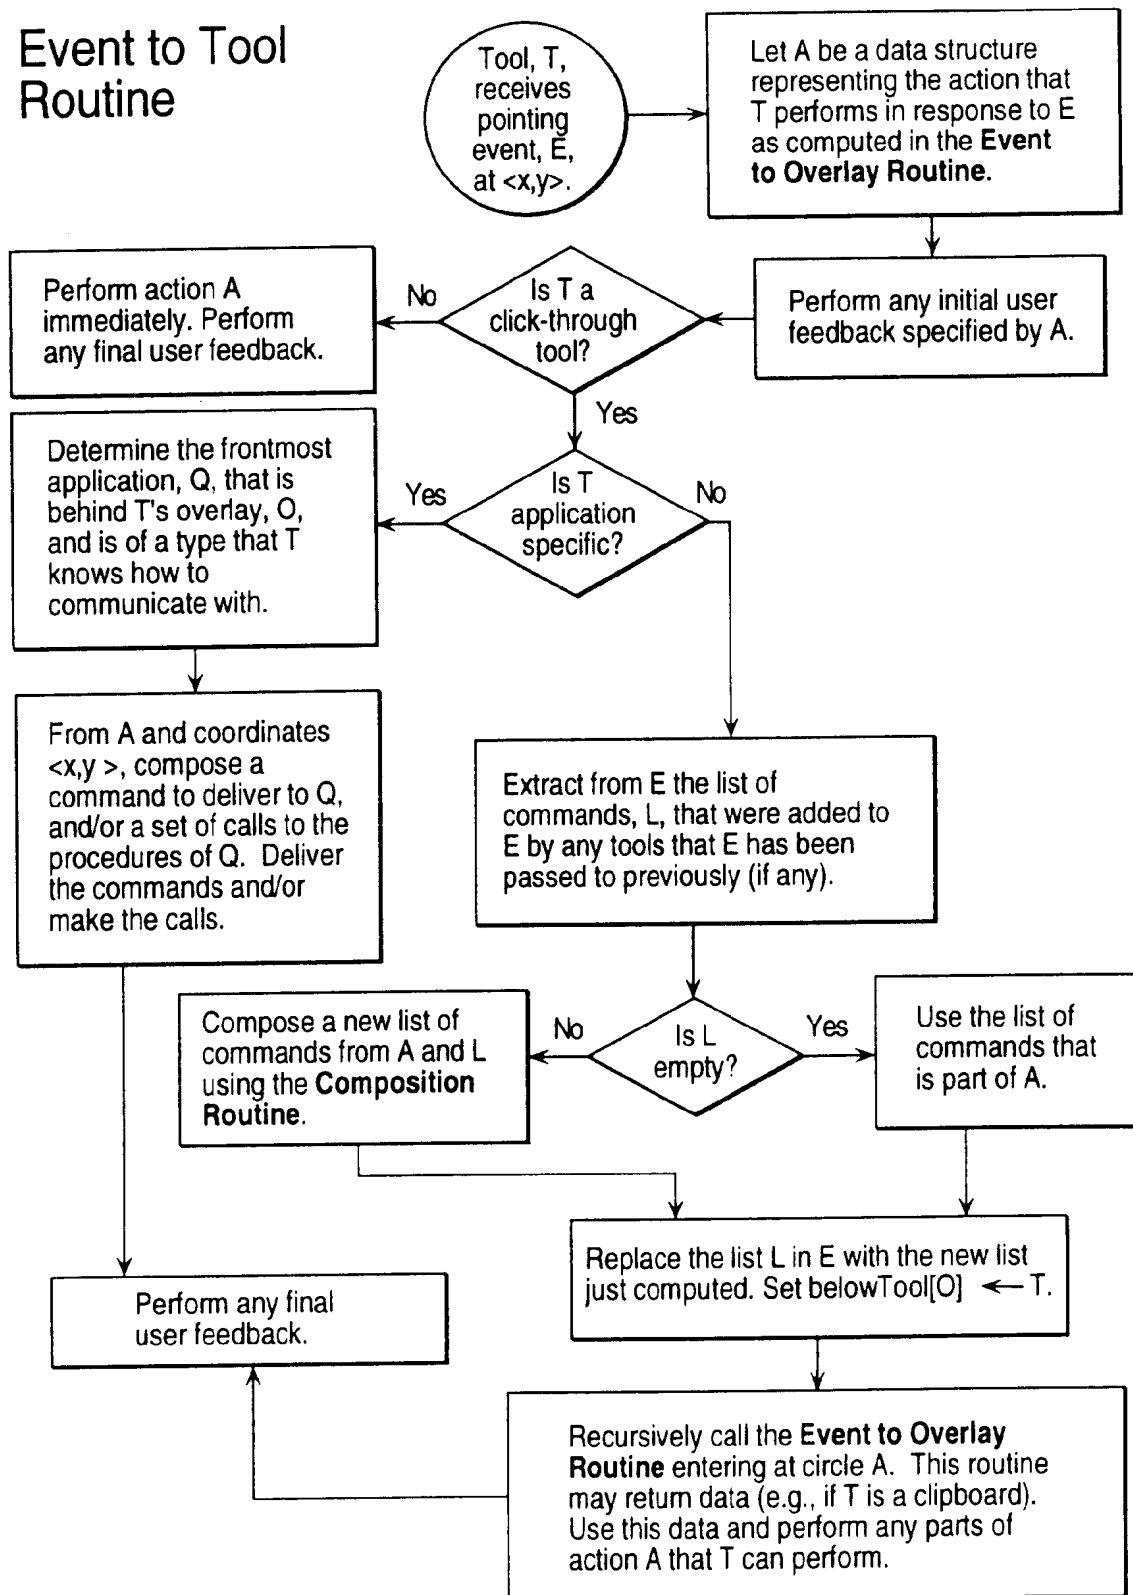 Event to Tool
Routine
Tool, T,
receives
pointing
event, E,
at <x,y>.
Let A be a data structure
representing the action that
T performs in response to E
as computed in the Event
to Overlay Routine.
Perform any initial user
feedback specified by A.
Is T a
click-through
tool?
No
Perform action A
immediately. Perform
any final user feedback.
Yes
Is T
application
specific?
Yes
No
Determine the frontmost
application, Q, that is
behind T's overlay, O,
and is of a type that T
knows how to
communicate with.
From A and coordinates
<x,y >, compose a
command to deliver to Q,
and/or a set of calls to the
procedures of Q. Deliver
the commands and/or
make the calls.
Extract from E the list of
commands, L, that were added to
E by any tools that E has been
passed to previously (if any).
Is L
empty?
No
Yes
Compose a new list of
commands from A and L
using the Composition
Routine.
Use the list of
commands that
is part of A.
Replace the list L in E with the new list
just computed. Set belowTool[O] ← T.
Perform any final
user feedback.
Recursively call the Event to Overlay
Routine entering at circle A. This routine
may return data (e.g., if T is a clipboard).
Use this data and perform any parts of
action A that T can perform.